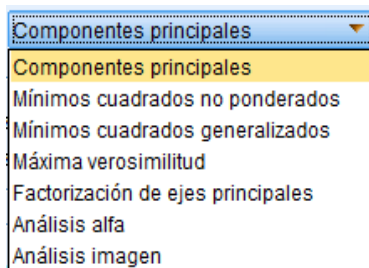 Componentes principales
Componentes principales
Mínimos cuadrados no ponderados
Mínimos cuadrados generalizados
Máxima verosimilitud
Factorización de ejes principales
Análisis alfa
Análisis imagen